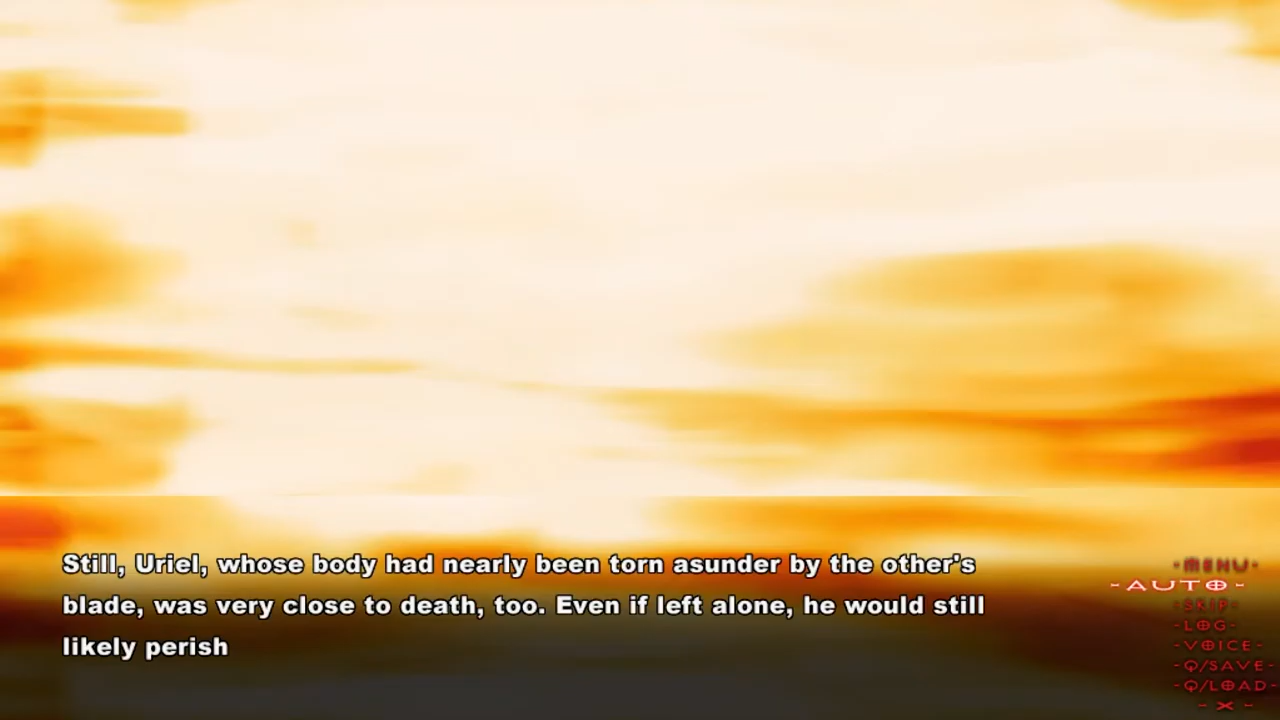 Still, Uriel, whose body had nearly been torn asunder by the other's
blade, was very close to death, too. Even if left alone, he would still
likely perish
-MENU-
-AUTO-
-SKIP-
-LOG-
-VOICE-
-Q/SAVE-
-Q/LOAD-
-X-